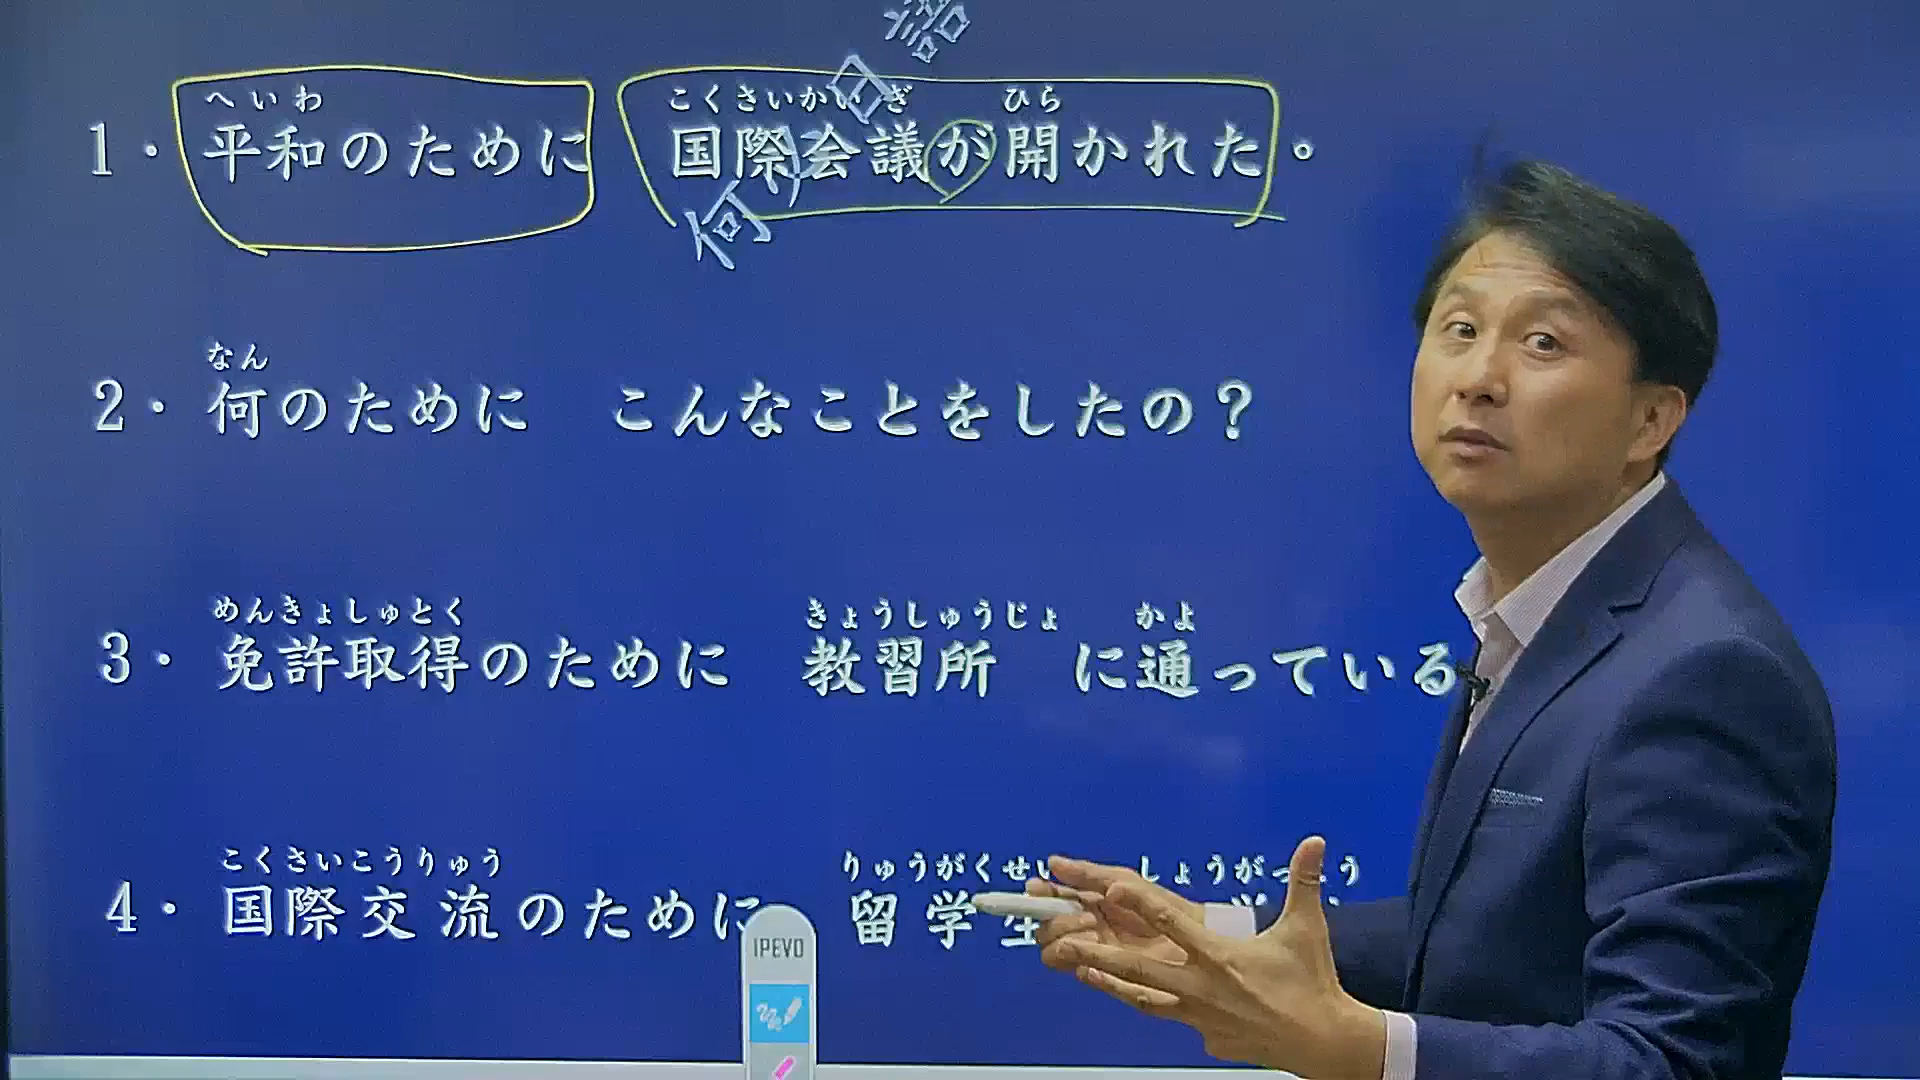 へいわ こくさいかいぎ ひら
1・平和のために 国際会議が開かれた・
なん
2・何のために こんなことをしたの？
めんきょしゅとく きょうしゅうじょ かよ
3・免許取得のために 教習所 に通っている
こくさいこうりゅう りゅうがくせい
4・国際交流のために 留学生
何 日語
IPEVO